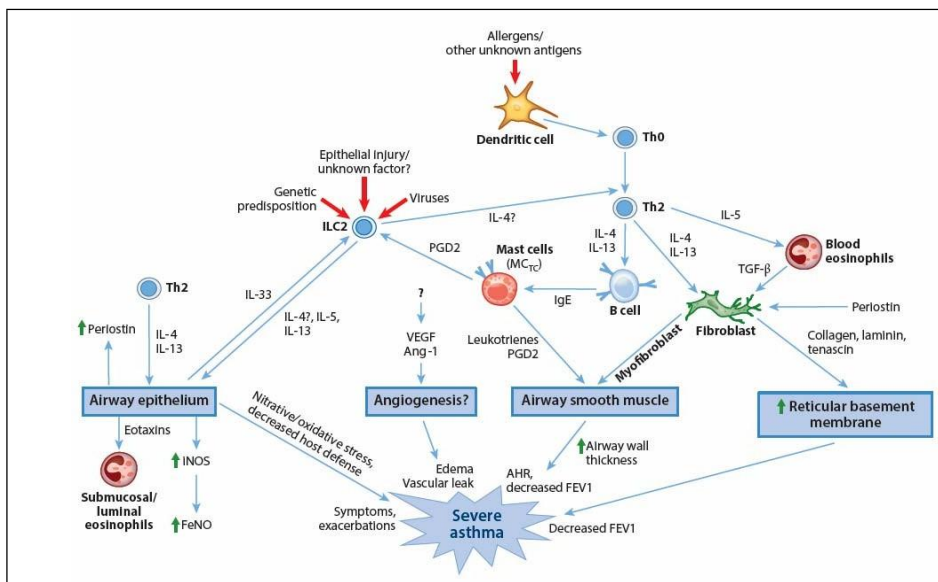 Allergens/
other unknown antigens
Dendritic cell
Th0
Epithelial injury/
unknown factor?
Genetic
predisposition
Viruses
ILC2
IL-4?
Th2
IL-5
IL-4
IL-13
IL-4
IL-13
Blood
eosinophils
PGD2
Mast cells
(MCTC)
TGF-β
Th2
IL-33
IgE
B cell
Fibroblast
Periostin
Periostin
IL-4
IL-13
IL-4?, IL-5,
IL-13
?
VEGF
Ang-1
Leukotrienes
PGD2
Myofibroblast
Collagen, laminin,
tenascin
Airway epithelium
Angiogenesis?
Airway smooth muscle
Reticular basement
membrane
Eotaxins
iNOS
FeNO
Submucosal/
luminal
eosinophils
Nitrative/oxidative stress,
decreased host
defense
Edema
Vascular leak
Airway wall
thickness
AHR,
decreased FEV1
Symptoms,
exacerbations
Severe
asthma
Decreased FEV1